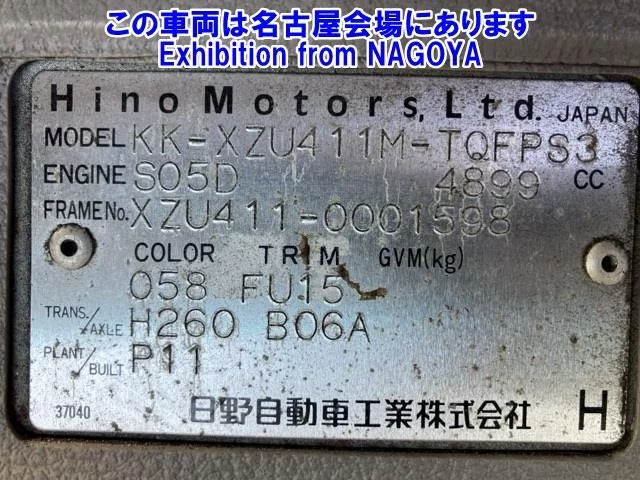 この車両は名古屋会場にあります
Exhibition from NAGOYA
Hino Motors, Ltd. JAPAN
MODEL KK-XZU411M-TQFPS3
ENGINE S05D 4899 CC
FRAME No. XZU411-0001598
COLOR TRIM GVM(kg)
058 FU15
TRANS./AXLE H260 B06A
PLANT/BUILT P11
37040 日野自動車工業株式会社 H